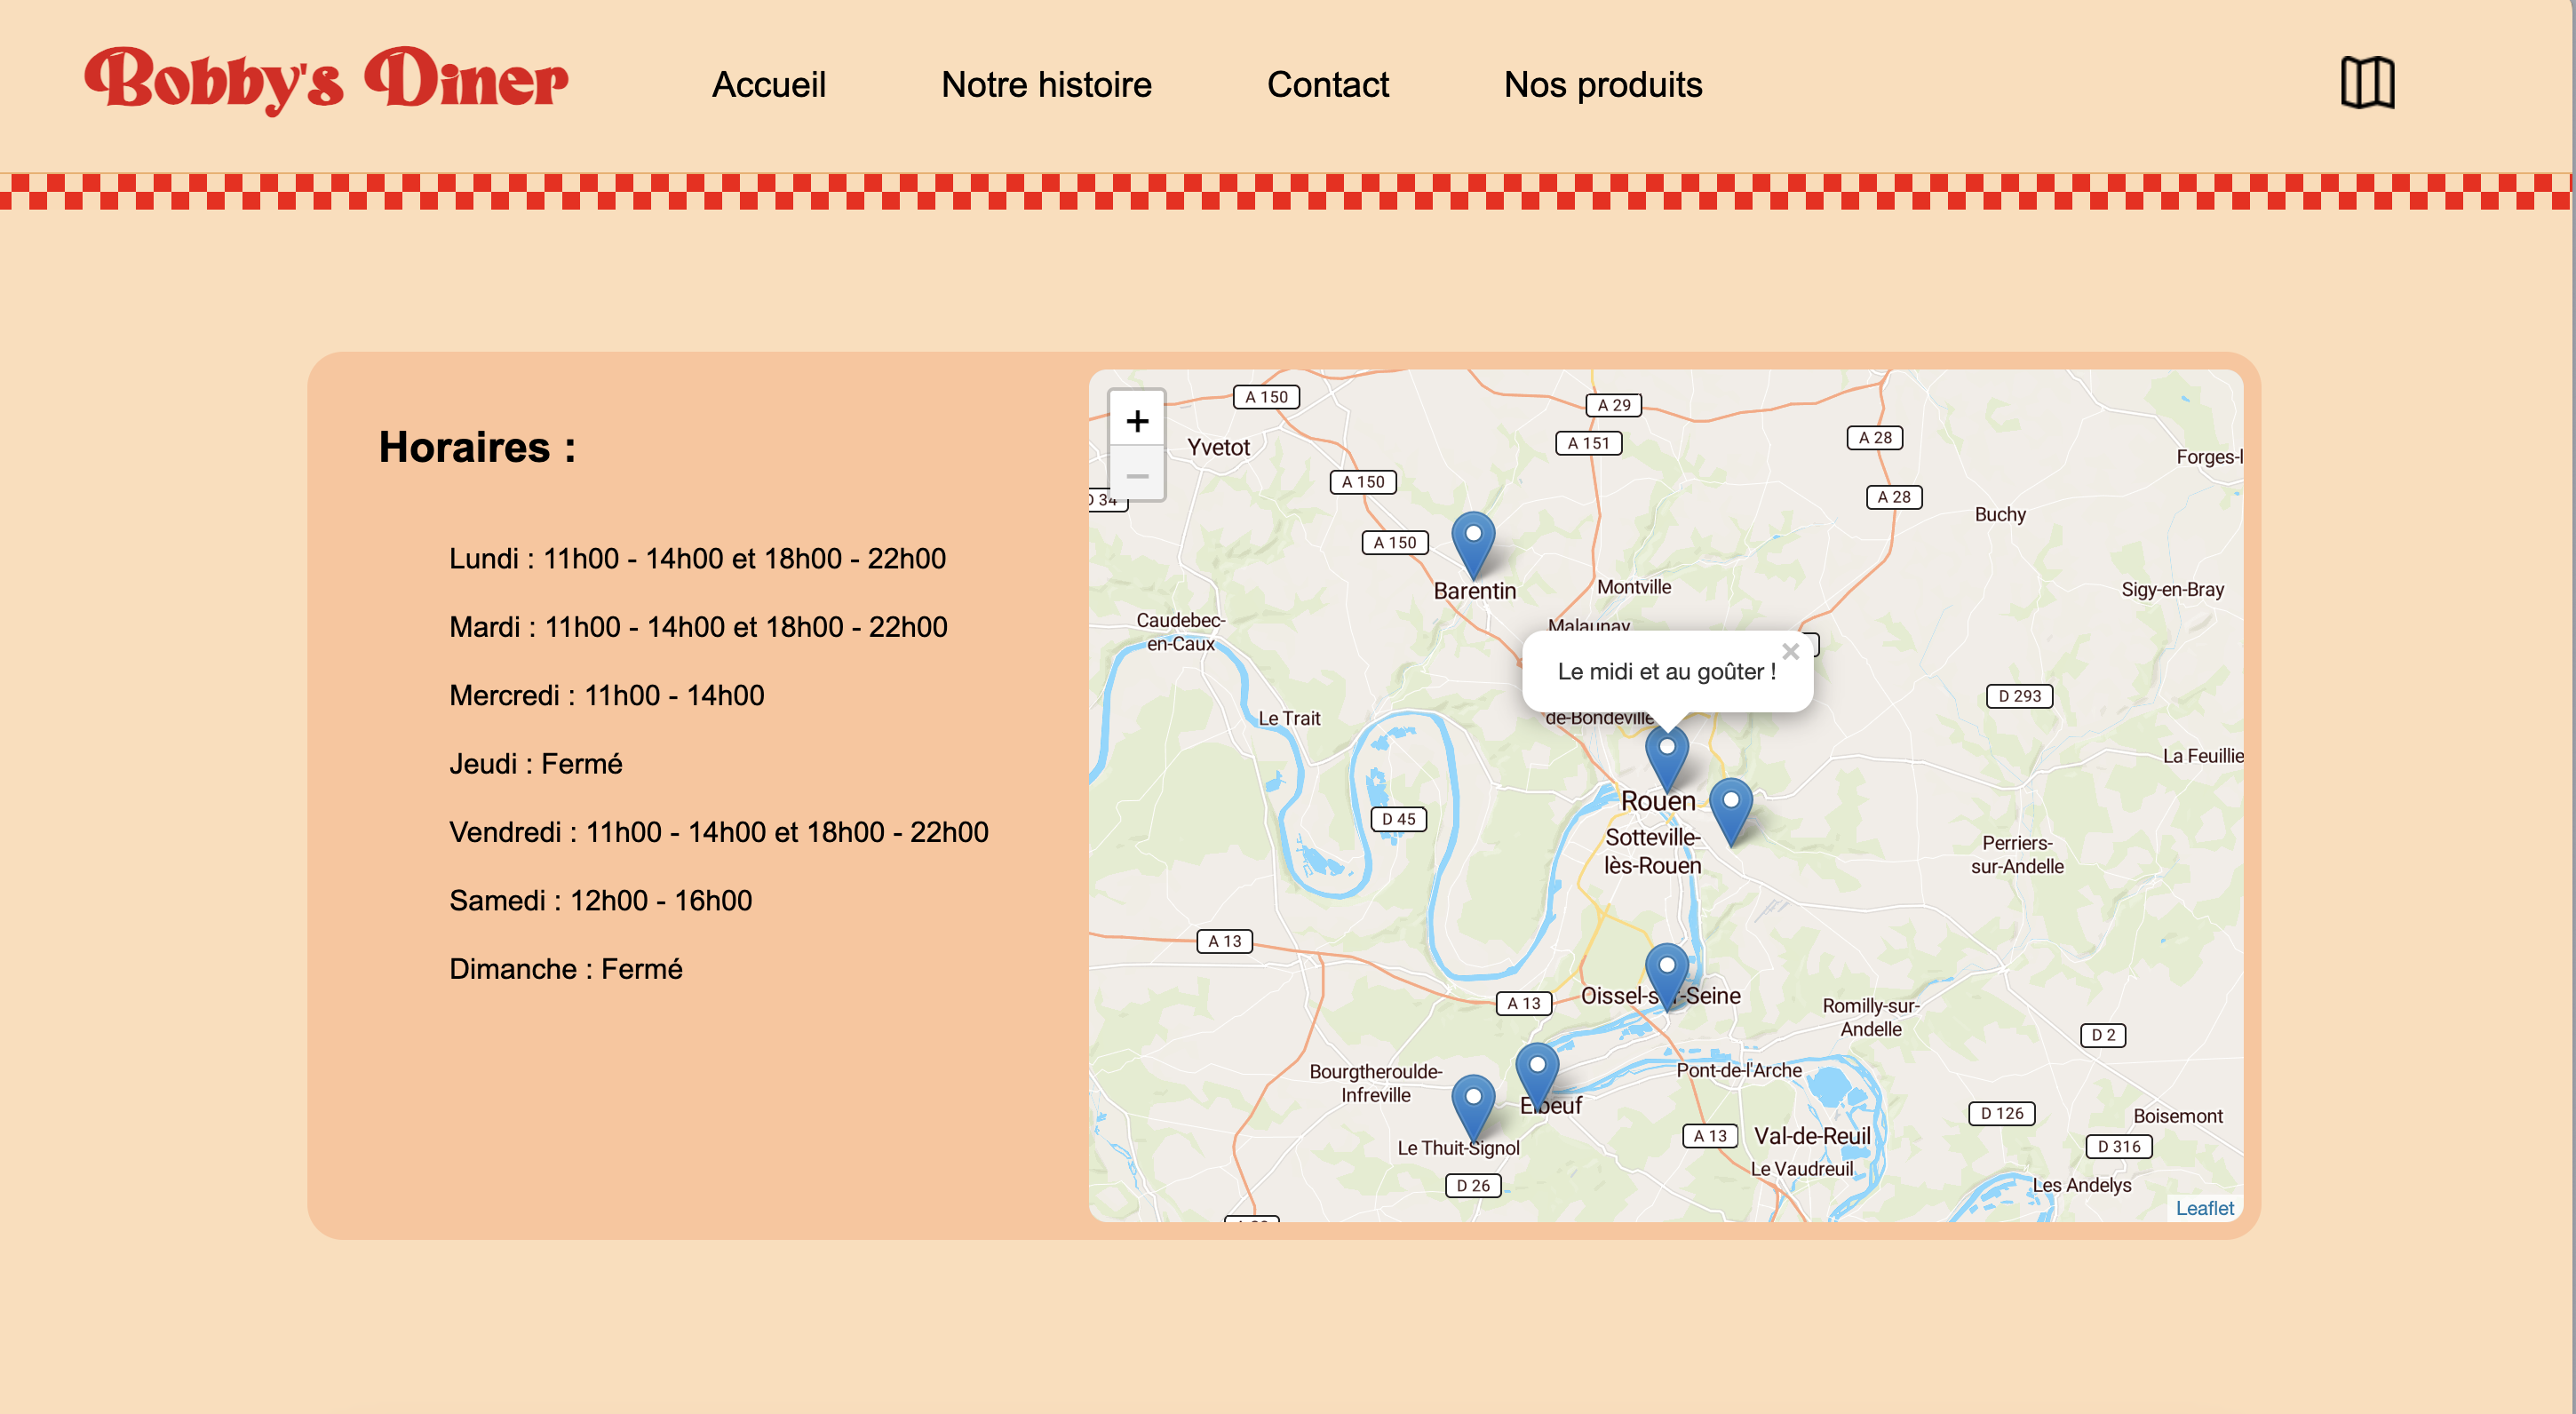 Bobby's Diner
Accueil
Notre histoire
Contact
Nos produits
Horaires :
Lundi : 11h00 - 14h00 et 18h00 - 22h00
Mardi : 11h00 - 14h00 et 18h00 - 22h00
Mercredi : 11h00 - 14h00
Jeudi : Fermé
Vendredi : 11h00 - 14h00 et 18h00 - 22h00
Samedi : 12h00 - 16h00
Dimanche : Fermé
+
−
A 150
A 29
A 151
A 28
Yvetot
Forges-l
A 150
D 34
A 28
Buchy
A 150
Barentin
Montville
Sigy-en-Bray
Caudebec-
en-Caux
Malaunay
Le midi et au goûter !
×
D 293
Le Trait
de-Bondeville
La Feuillie
Rouen
D 45
Sotteville-
lès-Rouen
Perriers-
sur-Andelle
A 13
Oissel-sur-Seine
A 13
Romilly-sur-
Andelle
D 2
Bourgtheroulde-
Infreville
Pont-de-l'Arche
Elbeuf
D 126
Boisemont
A 13
Val-de-Reuil
Le Thuit-Signol
D 316
Le Vaudreuil
D 26
Les Andelys
Leaflet